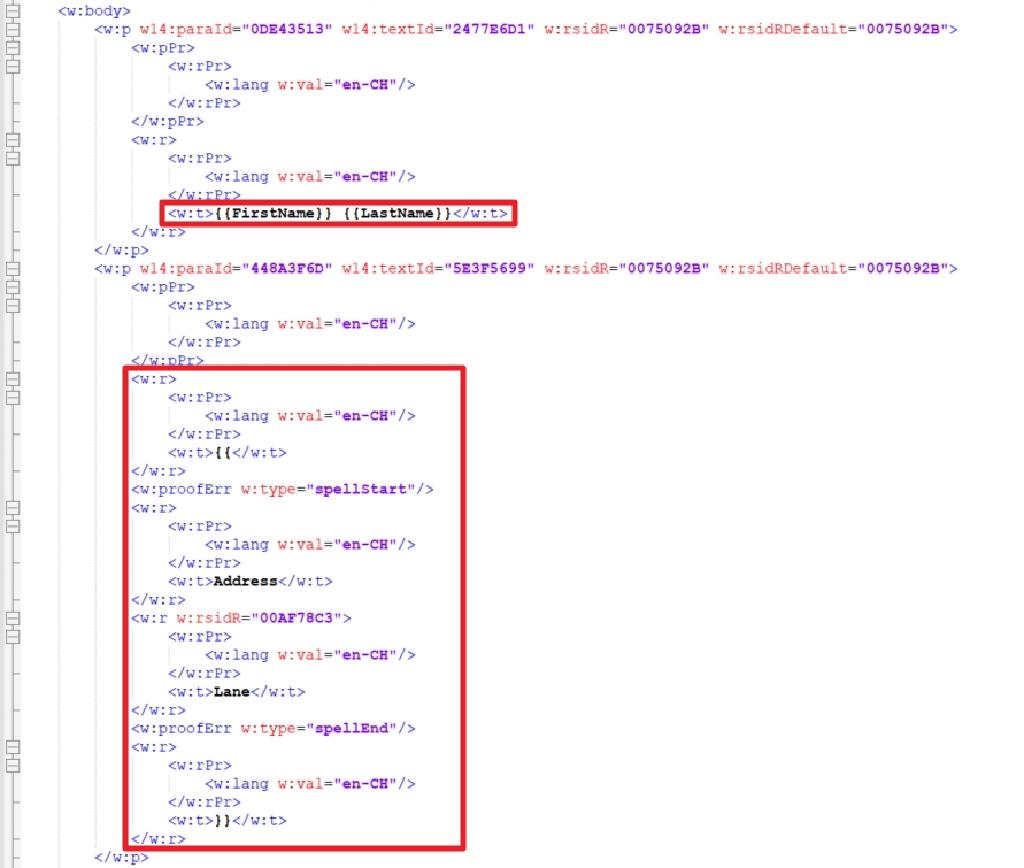 <w:body>
<w:p w14:paraId="0DE43513" w14:textId="2477E6D1" w:rsidR="0075092B" w:rsidRDefault="0075092B">
<w:pPr>
<w:rPr>
<w:lang w:val="en-CH"/>
</w:rPr>
</w:pPr>
<w:r>
<w:rPr>
<w:lang w:val="en-CH"/>
</w:rPr>
<w:t>{{FirstName}} {{LastName}}</w:t>
</w:r>
</w:p>
<w:p w14:paraId="448A3F6D" w14:textId="5E3F5699" w:rsidR="0075092B" w:rsidRDefault="0075092B">
<w:pPr>
<w:rPr>
<w:lang w:val="en-CH"/>
</w:rPr>
</w:pPr>
<w:r>
<w:rPr>
<w:lang w:val="en-CH"/>
</w:rPr>
<w:t>{{</w:t>
</w:r>
<w:proofErr w:type="spellStart"/>
<w:r>
<w:rPr>
<w:lang w:val="en-CH"/>
</w:rPr>
<w:t>Address</w:t>
</w:r>
<w:r w:rsidR="00AF78C3">
<w:rPr>
<w:lang w:val="en-CH"/>
</w:rPr>
<w:t>Lane</w:t>
</w:r>
<w:proofErr w:type="spellEnd"/>
<w:r>
<w:rPr>
<w:lang w:val="en-CH"/>
</w:rPr>
<w:t>}}</w:t>
</w:r>
</w:p>